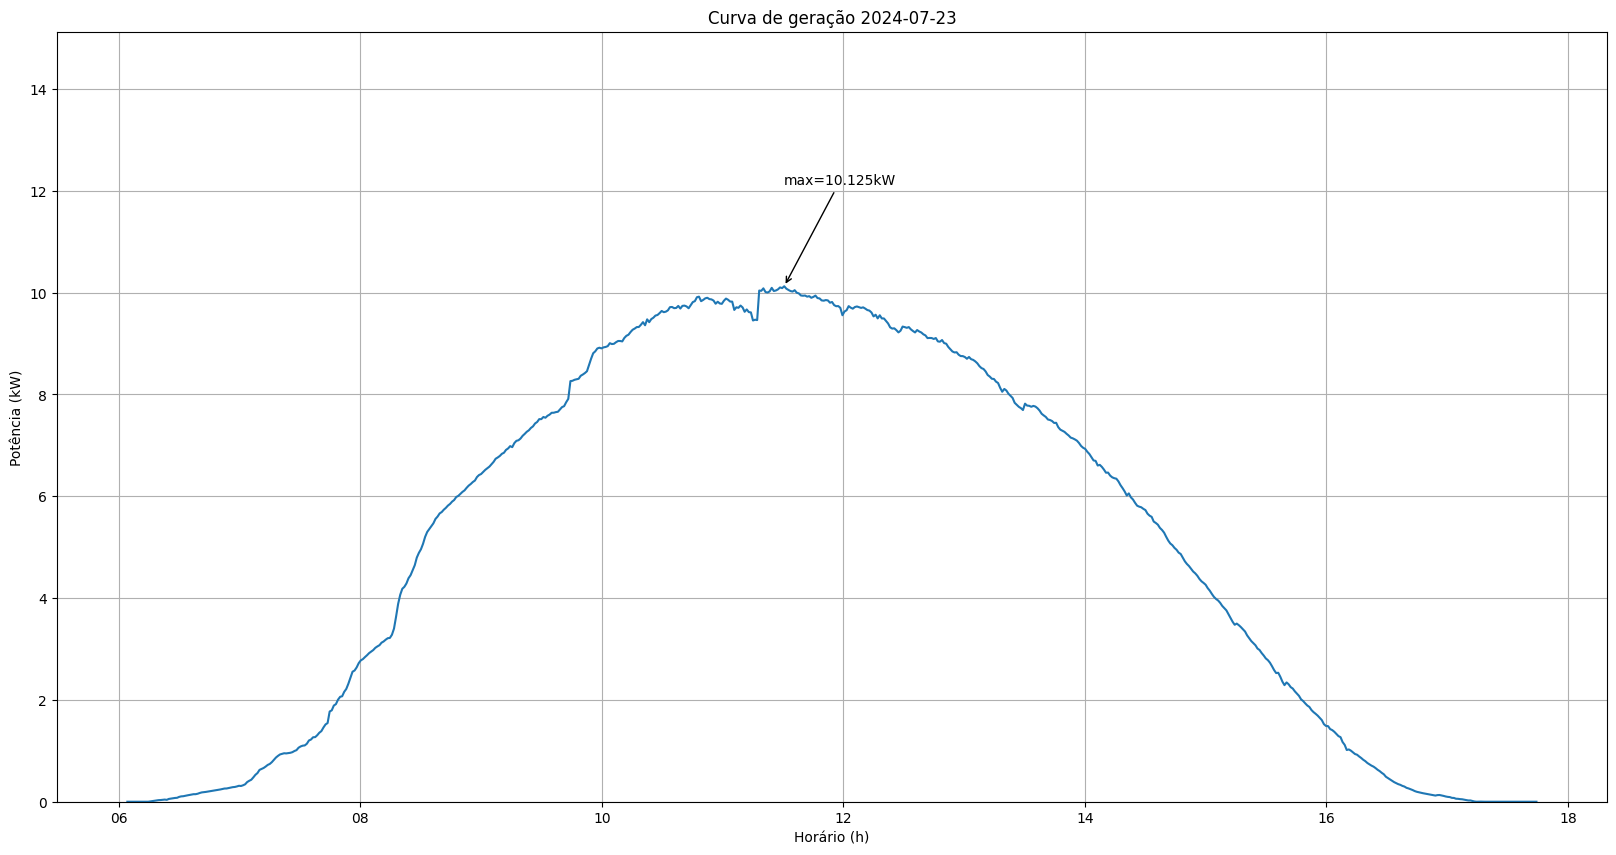 Curva de geração 2024-07-23
14
12
10
8
6
4
2
0
Potência (kW)
max=10.125kW
06 08 10 12 14 16 18
Horário (h)